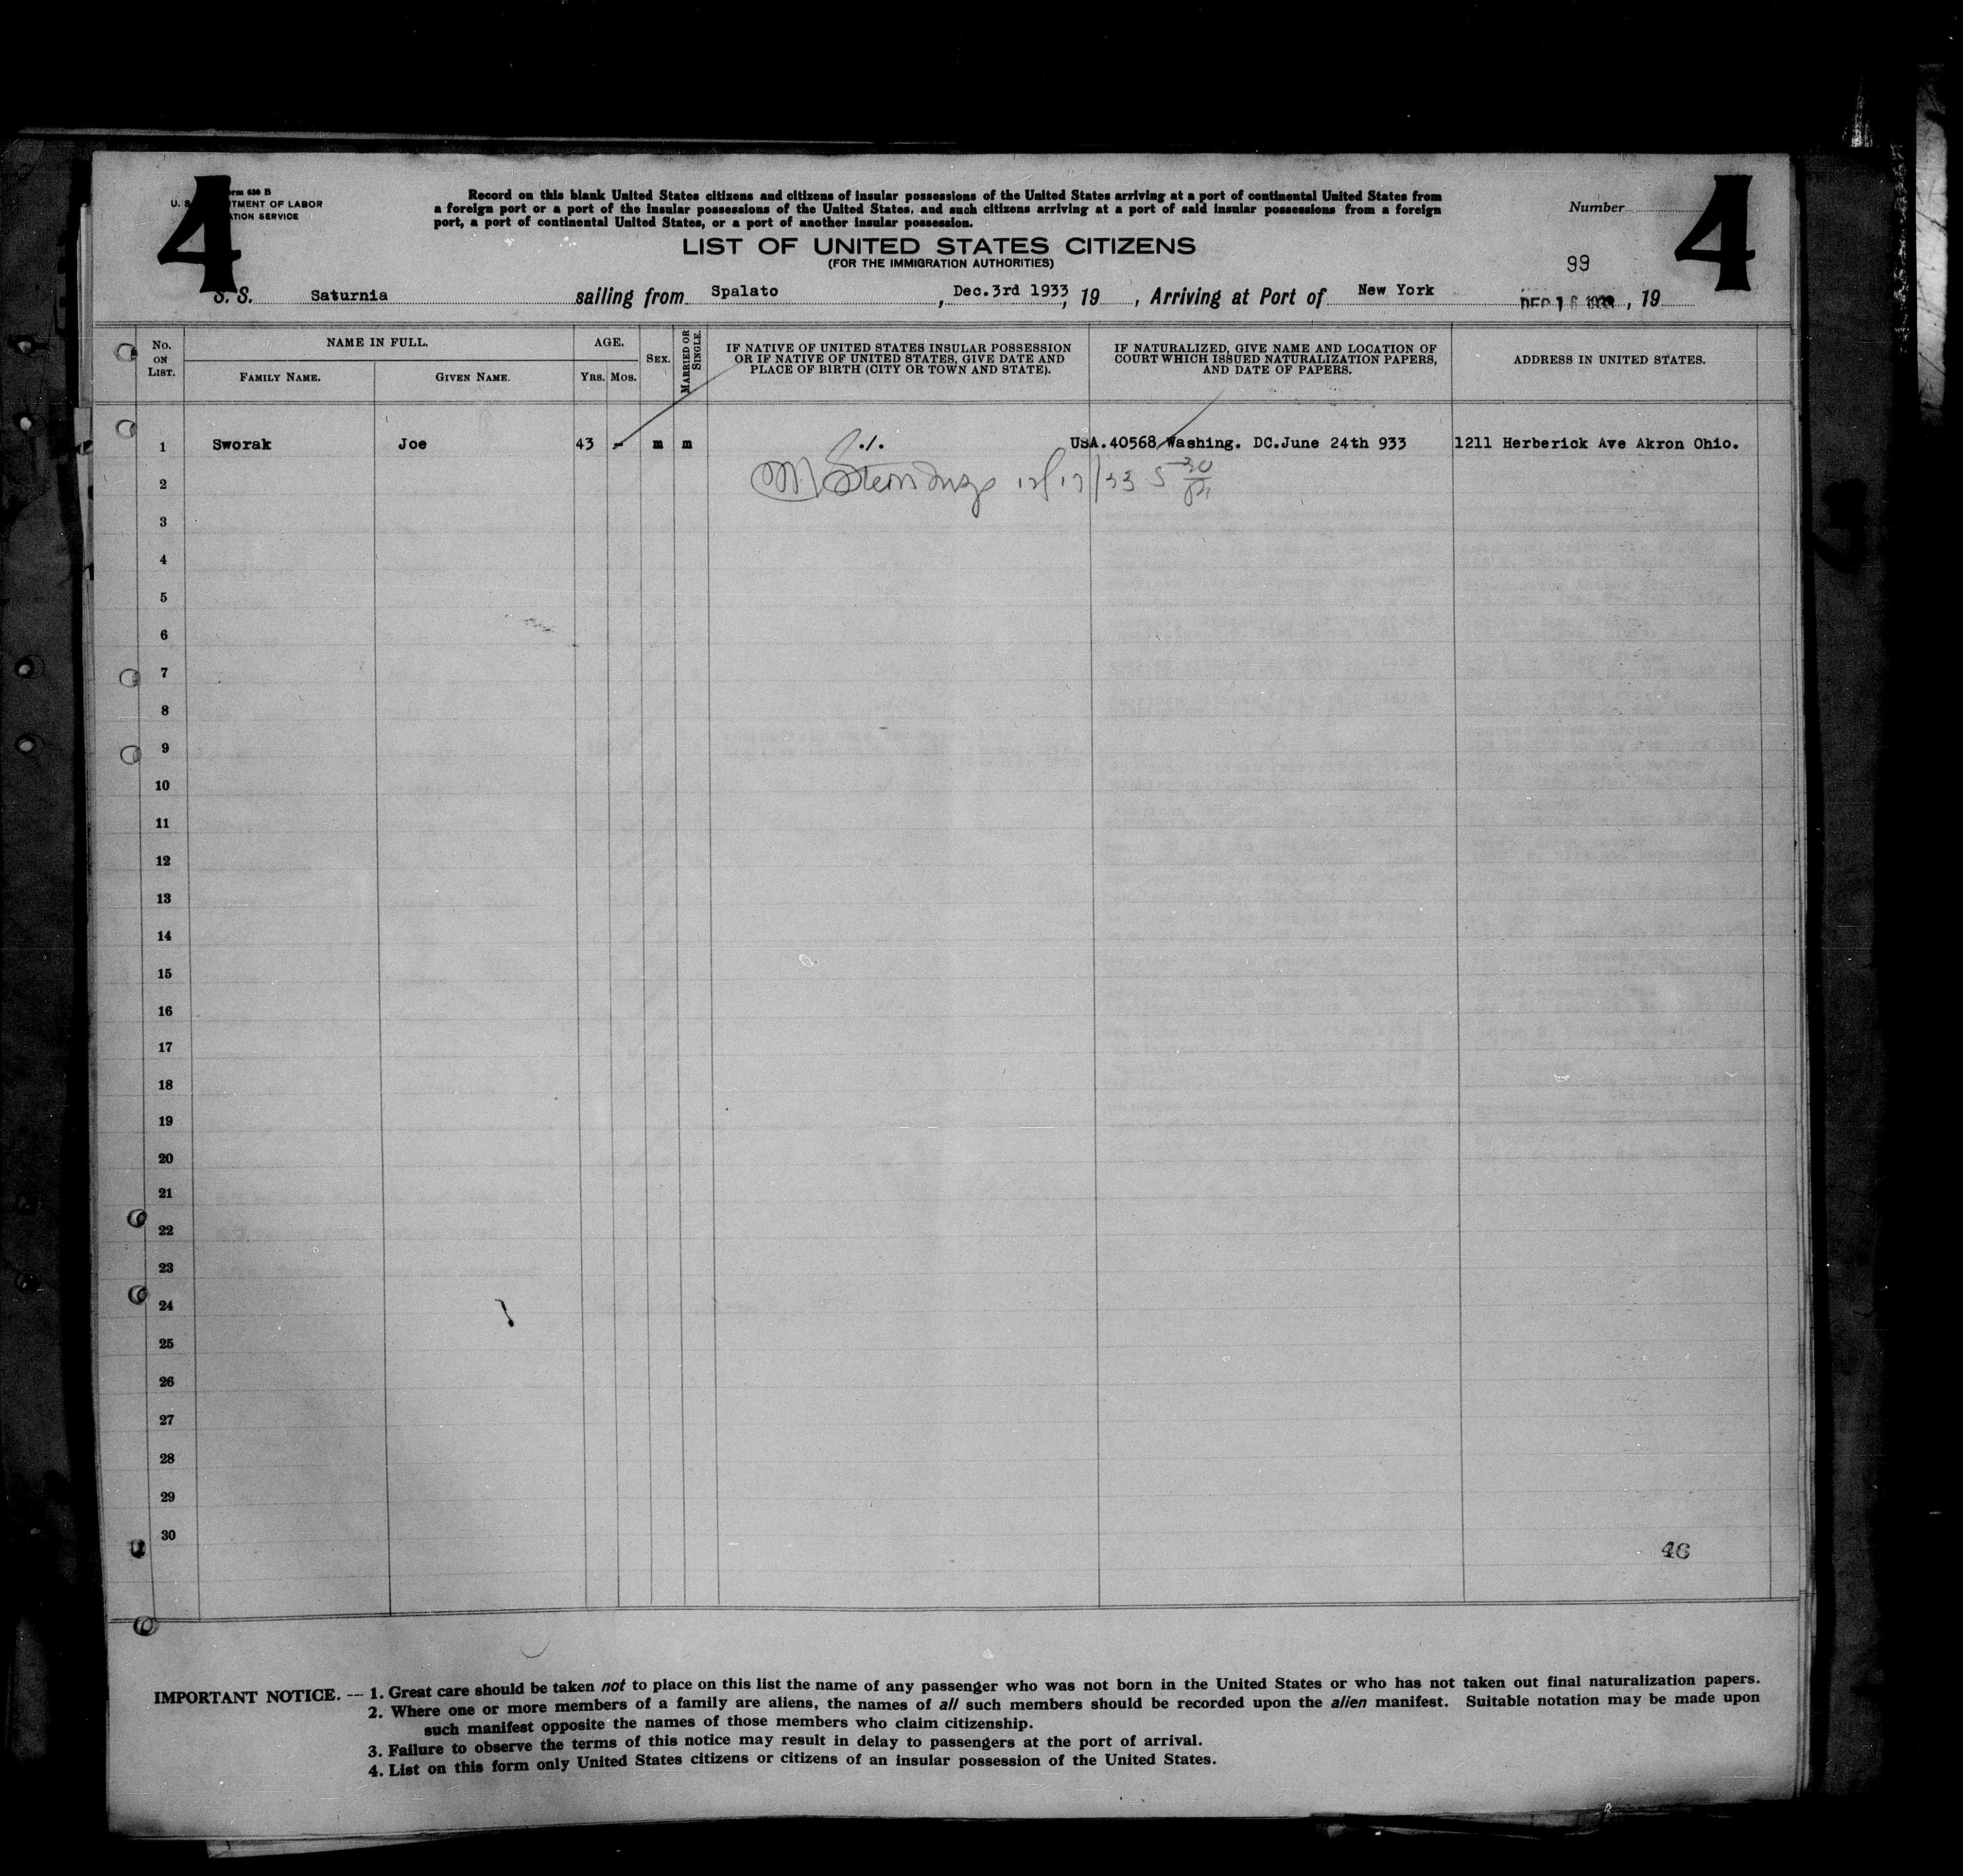 4
U. S. DEPARTMENT OF LABOR
Record on this blank United States citizens and citizens of insular possessions of the United States arriving at a port of continental United States from
a foreign port or a port of the insular possessions of the United States, and such citizens arriving at a port of said insular possessions from a foreign
port, a port of continental United States, or a port of another insular possession.
Number
4
LIST OF UNITED STATES CITIZENS
(FOR THE IMMIGRATION AUTHORITIES)
99
S. S. Saturnia sailing from Spalato, Dec.3rd 1933, 19, Arriving at Port of New York DEC 16, 19
No. ON LIST. NAME IN FULL. AGE. SEX. MARRIED OR SINGLE. IF NATIVE OF UNITED STATES INSULAR POSSESSION OR IF NATIVE OF UNITED STATES, GIVE DATE AND PLACE OF BIRTH (CITY OR TOWN AND STATE). IF NATURALIZED, GIVE NAME AND LOCATION OF COURT WHICH ISSUED NATURALIZATION PAPERS, AND DATE OF PAPERS. ADDRESS IN UNITED STATES.
FAMILY NAME. GIVEN NAME. YRS. MOS.
1 Sworak Joe 43 - m m ./. USA.40568 Washing. DC.June 24th 933 1211 Herberick Ave Akron Ohio.
2 12/17/33 5
3
4
5
6
7
8
9
10
11
12
13
14
15
16
17
18
19
20
21
22
23
24
25
26
27
28
29
30
46
IMPORTANT NOTICE. — 1. Great care should be taken not to place on this list the name of any passenger who was not born in the United States or who has not taken out final naturalization papers.
2. Where one or more members of a family are aliens, the names of all such members should be recorded upon the alien manifest. Suitable notation may be made upon
such manifest opposite the names of those members who claim citizenship.
3. Failure to observe the terms of this notice may result in delay to passengers at the port of arrival.
4. List on this form only United States citizens or citizens of an insular possession of the United States.